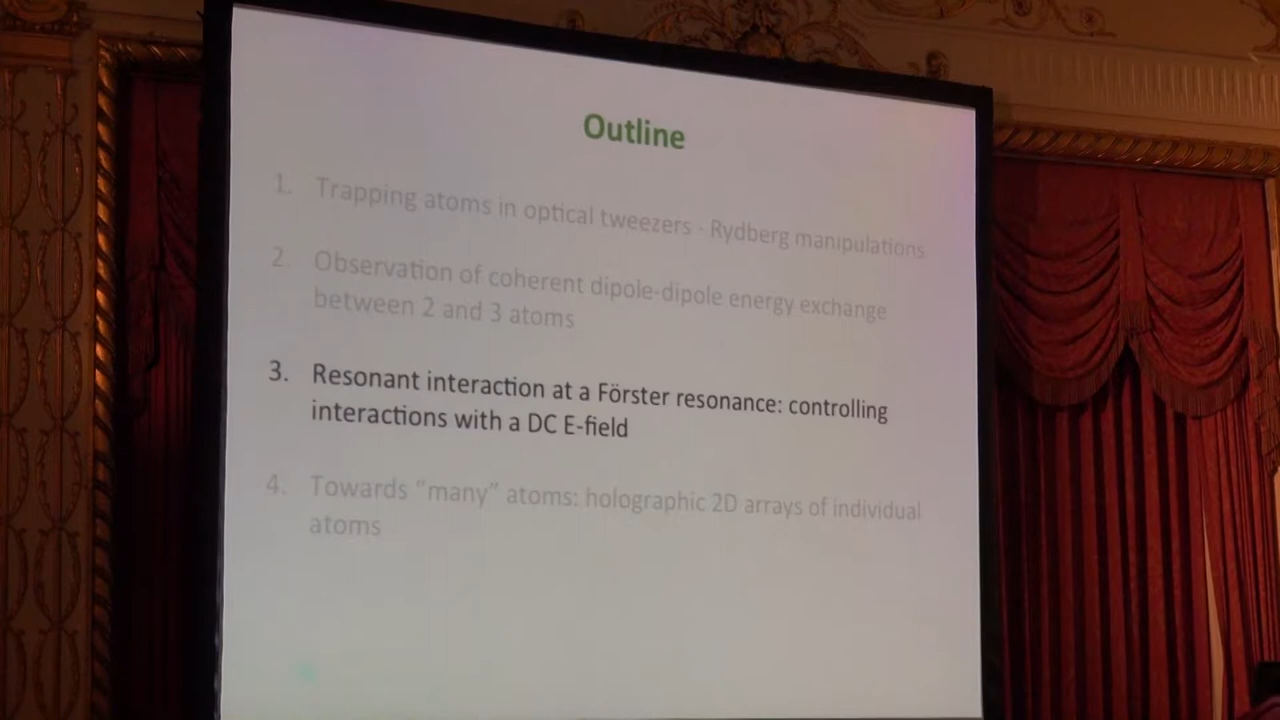 Outline
1. Trapping atoms in optical tweezers - Rydberg manipulations
2. Observation of coherent dipole-dipole energy exchange
between 2 and 3 atoms
3. Resonant interaction at a Förster resonance: controlling
interactions with a DC E-field
4. Towards “many” atoms: holographic 2D arrays of individual
atoms